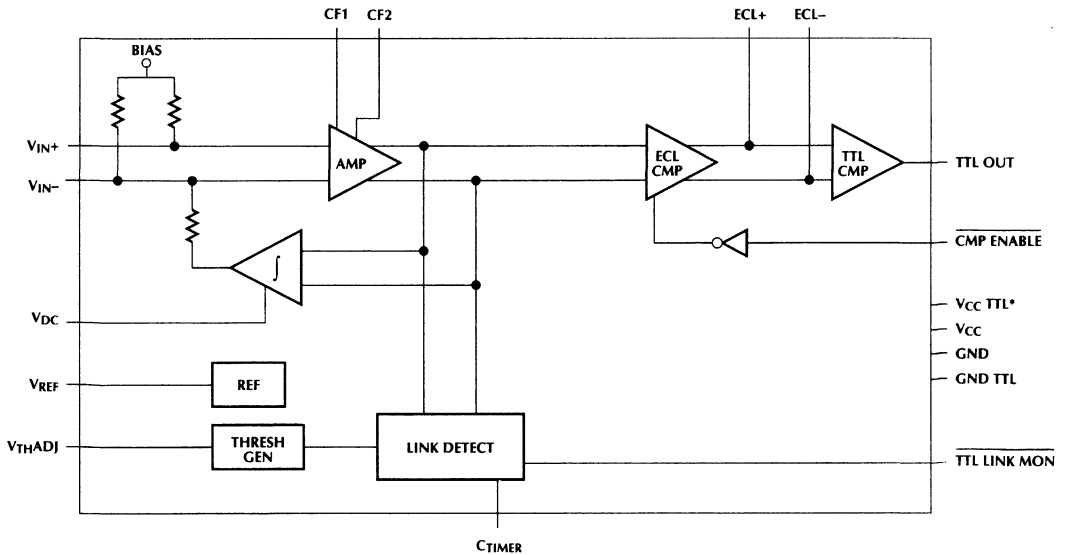 CF1 CF2 ECL+ ECL–
BIAS
VIN+
VIN–
AMP
ECL
CMP
TTL
CMP
TTL OUT
CMP ENABLE
∫
VDC
VCC TTL*
VCC
GND
GND TTL
VREF
REF
VTHADJ
THRESH
GEN
LINK DETECT
TTL LINK MON
CTIMER